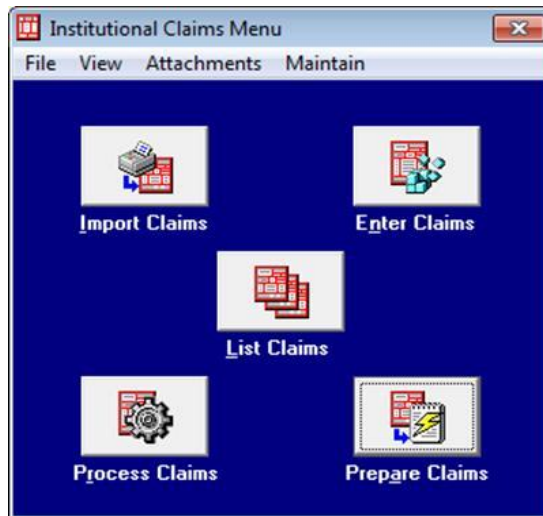 Institutional Claims Menu
File View Attachments Maintain
Import Claims
Enter Claims
List Claims
Process Claims
Prepare Claims